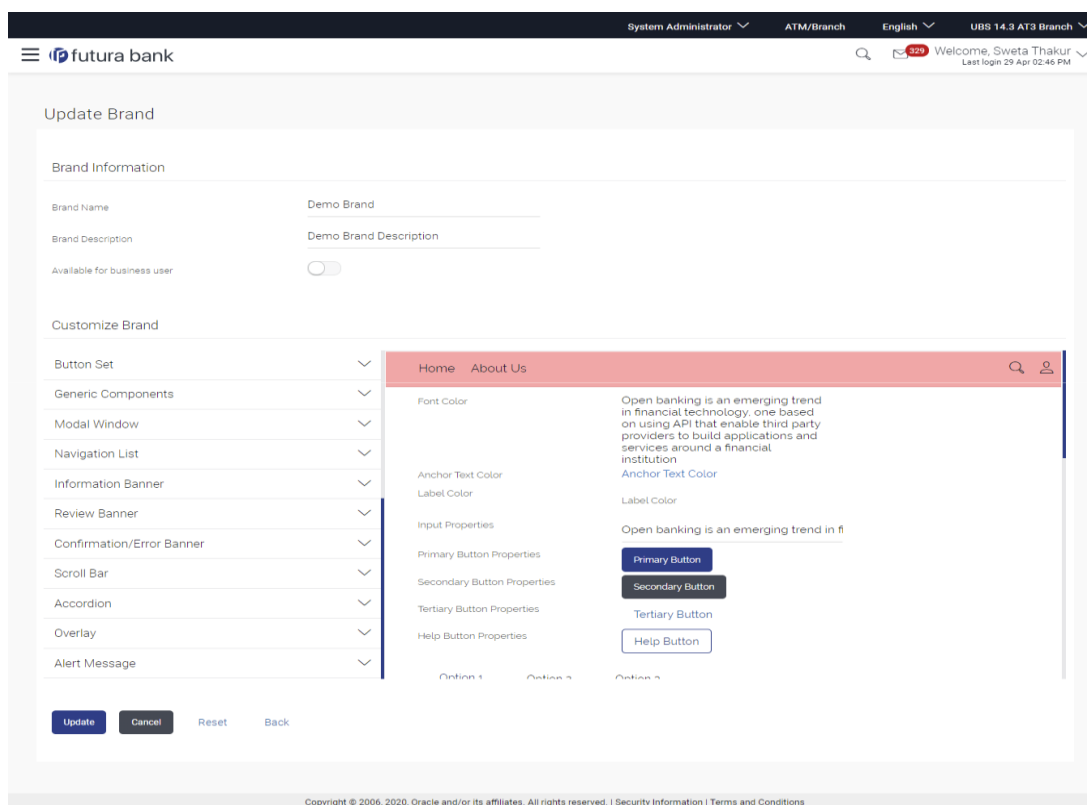 System Administrator ATM/Branch English UBS 14.3 AT3 Branch
futura bank 329 Welcome, Sweta Thakur
Last login 29 Apr 02:46 PM
Update Brand
Brand Information
Brand Name Demo Brand
Brand Description Demo Brand Description
Available for business user
Customize Brand
Button Set
Generic Components
Modal Window
Navigation List
Information Banner
Review Banner
Confirmation/Error Banner
Scroll Bar
Accordion
Overlay
Alert Message
Home About Us
Font Color Open banking is an emerging trend
in financial technology, one based
on using API that enable third party
providers to build applications and
services around a financial
institution
Anchor Text Color Anchor Text Color
Label Color Label Color
Input Properties Open banking is an emerging trend in fi
Primary Button Properties Primary Button
Secondary Button Properties Secondary Button
Tertiary Button Properties Tertiary Button
Help Button Properties Help Button
Option 1 Option 2 Option 3
Update Cancel Reset Back
Copyright © 2006, 2020, Oracle and/or its affiliates. All rights reserved. | Security Information | Terms and Conditions